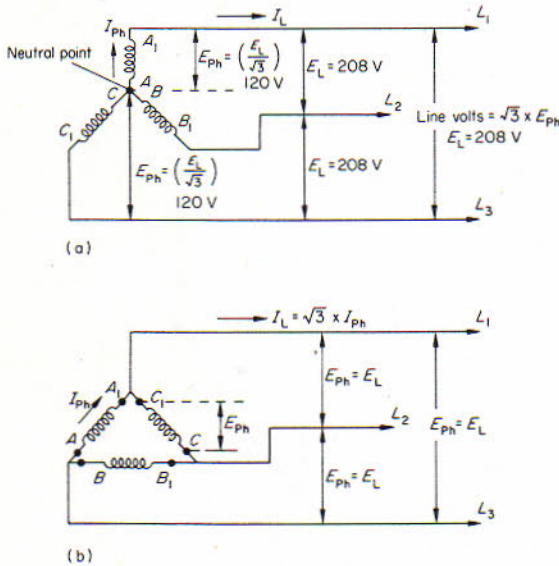 I_L
L_1
I_Ph
A_1
Neutral point
E_Ph = (E_L/√3)
120 V
E_L = 208 V
C
A
B
L_2
C_1
B_1
Line volts = √3 x E_Ph
E_L = 208 V
E_Ph = (E_L/√3)
120 V
E_L = 208 V
L_3
(a)
I_L = √3 x I_Ph
L_1
A_1
C_1
I_Ph
E_Ph = E_L
E_Ph
L_2
E_Ph = E_L
A
C
B
B_1
E_Ph = E_L
L_3
(b)